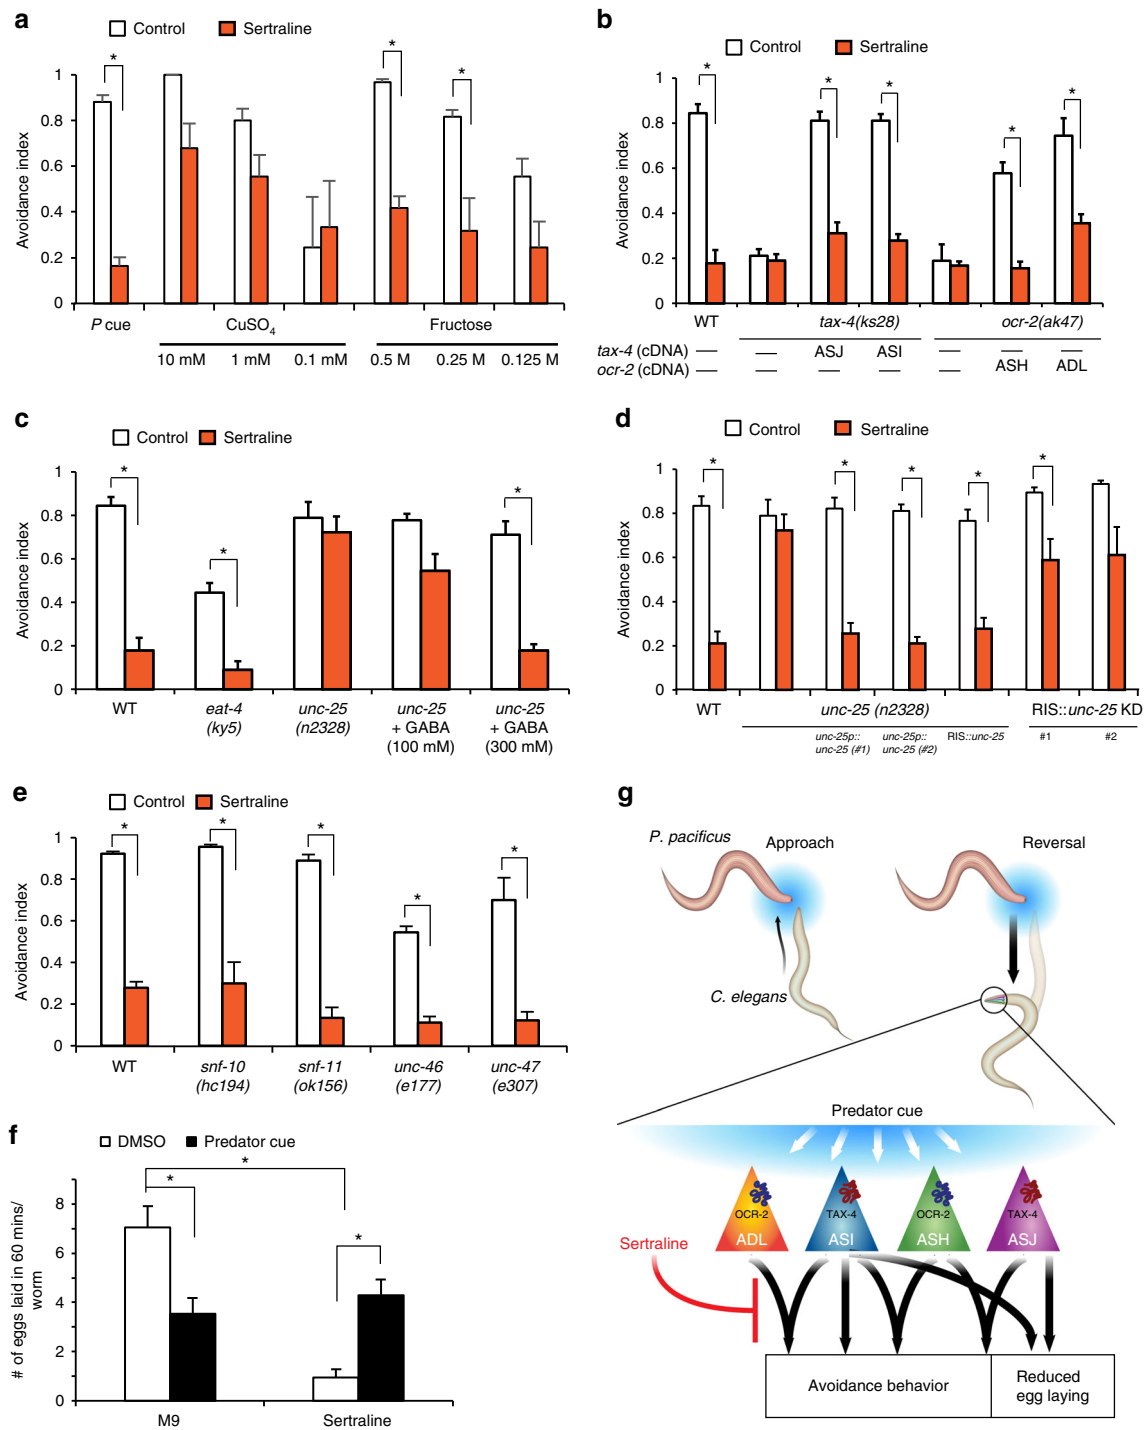 a
Control Sertraline
Avoidance index
1
0.8
0.6
0.4
0.2
0
* * *
P cue CuSO4 Fructose
10 mM 1 mM 0.1 mM 0.5 M 0.25 M 0.125 M
b
Control Sertraline
Avoidance index
1
0.8
0.6
0.4
0.2
0
* * * * *
WT tax-4(ks28) ocr-2(ak47)
tax-4 (cDNA) — — ASJ ASI — — —
ocr-2 (cDNA) — — — — — ASH ADL
c
Control Sertraline
Avoidance index
1
0.8
0.6
0.4
0.2
0
* * *
WT eat-4 unc-25 unc-25 unc-25
(ky5) (n2328) + GABA + GABA
(100 mM) (300 mM)
d
Control Sertraline
Avoidance index
1
0.8
0.6
0.4
0.2
0
* * * * *
WT unc-25 (n2328) RIS::unc-25 KD
unc-25p:: unc-25p:: RIS::unc-25 #1 #2
unc-25 (#1) unc-25 (#2)
e
Control Sertraline
Avoidance index
1
0.8
0.6
0.4
0.2
0
* * * * *
WT snf-10 snf-11 unc-46 unc-47
(hc194) (ok156) (e177) (e307)
f
DMSO Predator cue
# of eggs laid in 60 mins/
worm
8
6
4
2
0
* * *
M9 Sertraline
g
P. pacificus Approach Reversal
C. elegans
Predator cue
OCR-2 TAX-4 OCR-2 TAX-4
ADL ASI ASH ASJ
Sertraline
Avoidance behavior
Reduced
egg laying